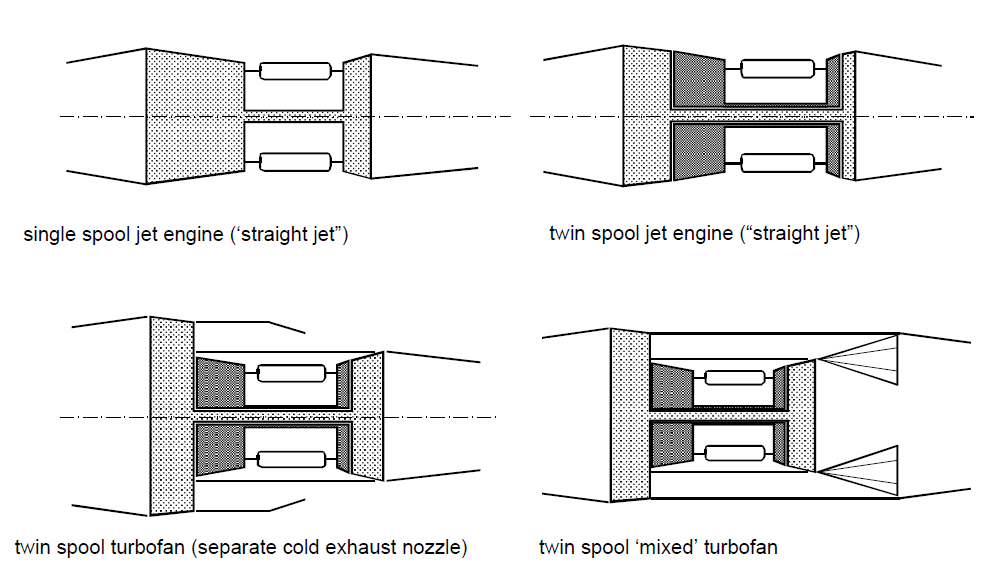 single spool jet engine (‘straight jet”)
twin spool jet engine (“straight jet”)
twin spool turbofan (separate cold exhaust nozzle)
twin spool ‘mixed’ turbofan